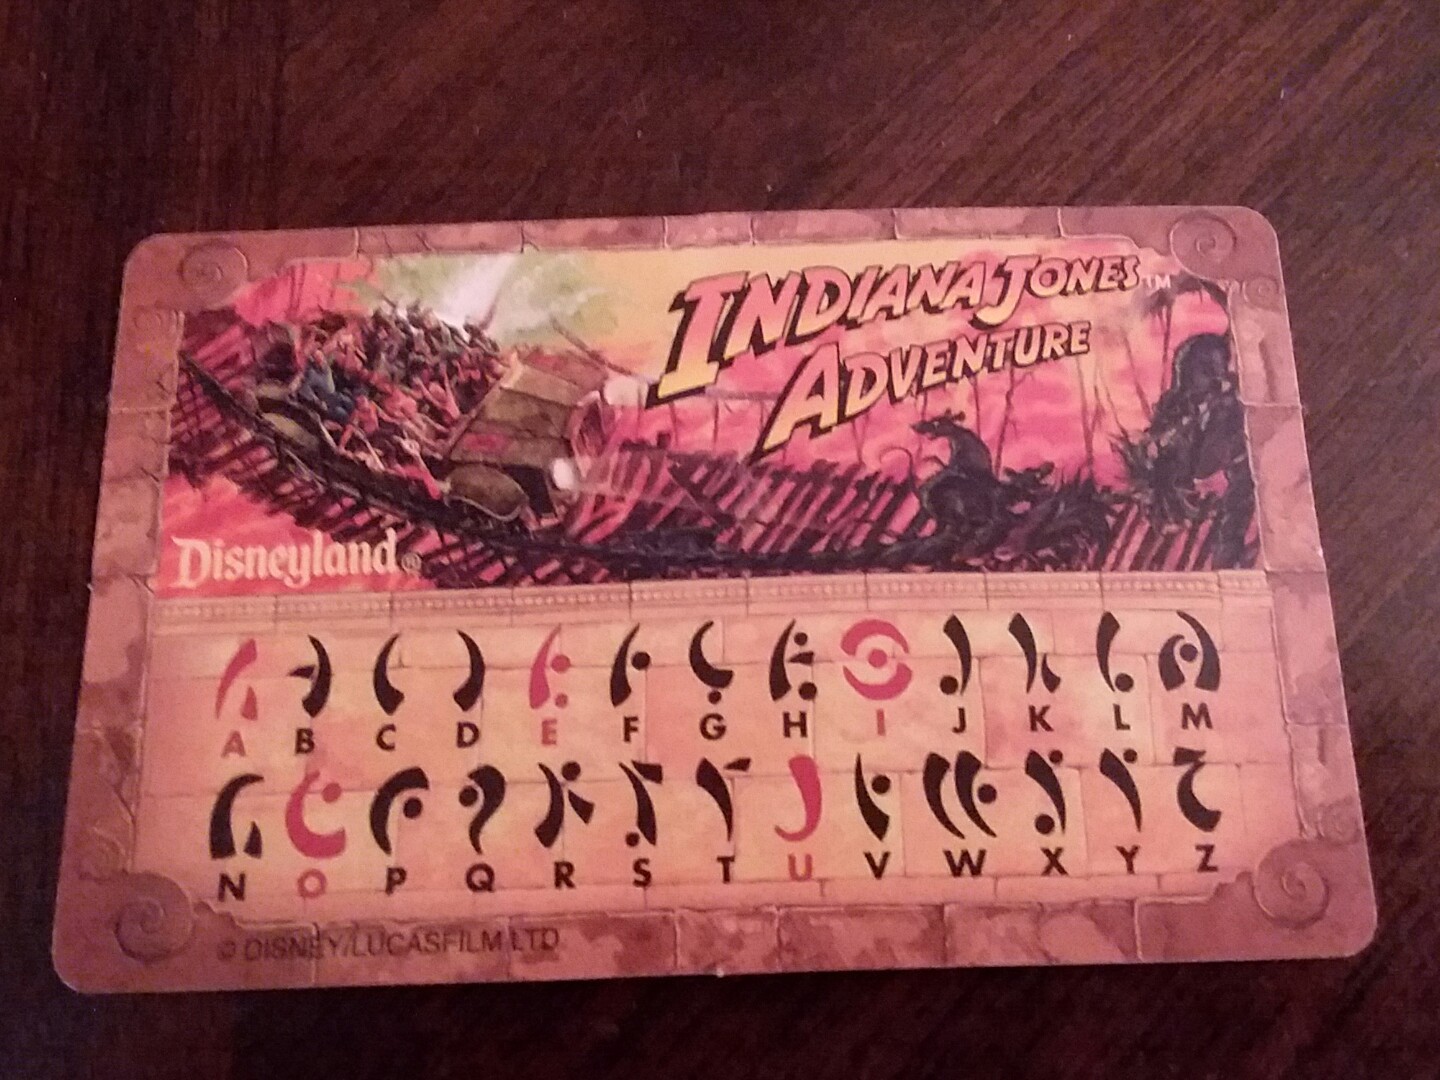 INDIANA JONES™
ADVENTURE
Disneyland®
A B C D E F G H I J K L M
N O P Q R S T U V W X Y Z
© DISNEY/LUCASFILM LTD